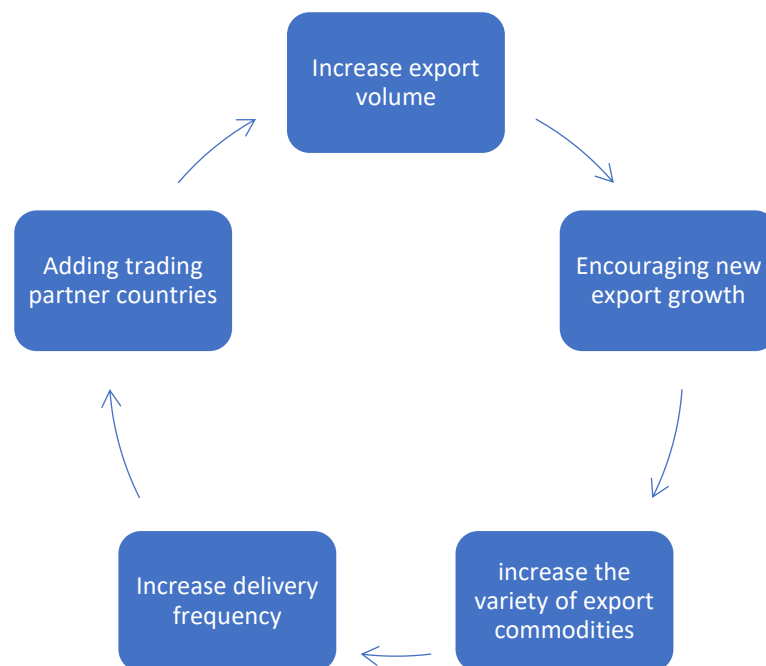 Increase export
volume
Encouraging new
export growth
increase the
variety of export
commodities
Increase delivery
frequency
Adding trading
partner countries